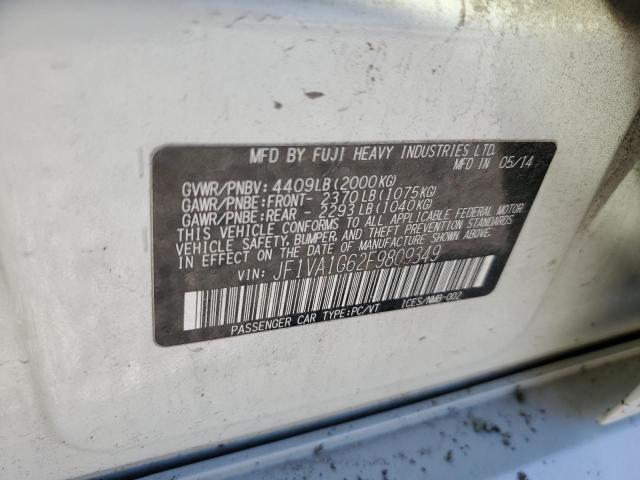 MFD BY FUJI HEAVY INDUSTRIES LTD.
MFD IN 05/14
GVWR/PNBV: 4409LB(2000KG)
GAWR/PNBE:FRONT- 2370LB(1075KG)
GAWR/PNBE:REAR - 2293LB(1040KG)
THIS VEHICLE CONFORMS TO ALL APPLICABLE FEDERAL MOTOR
VEHICLE SAFETY, BUMPER, AND THEFT PREVENTION STANDARDS
IN EFFECT ON THE DATE OF MANUFACTURE SHOWN ABOVE.
VIN: JF1VA1G62F9809349
PASSENGER CAR TYPE:PC/VT ICES/NMB-002